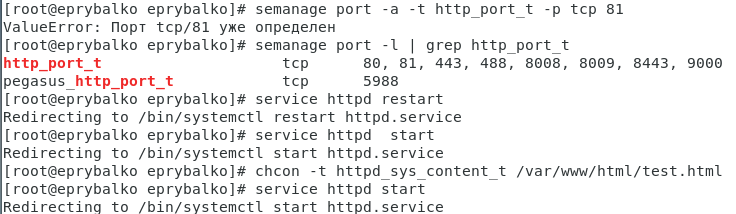 [root@eprybalko eprybalko]# semanage port -a -t http_port_t -p tcp 81
ValueError: Порт tcp/81 уже определен
[root@eprybalko eprybalko]# semanage port -l | grep http_port_t
http_port_t                    tcp      80, 81, 443, 488, 8008, 8009, 8443, 9000
pegasus_http_port_t            tcp      5988
[root@eprybalko eprybalko]# service httpd restart
Redirecting to /bin/systemctl restart httpd.service
[root@eprybalko eprybalko]# service httpd  start
Redirecting to /bin/systemctl start httpd.service
[root@eprybalko eprybalko]# chcon -t httpd_sys_content_t /var/www/html/test.html
[root@eprybalko eprybalko]# service httpd start
Redirecting to /bin/systemctl start httpd.service